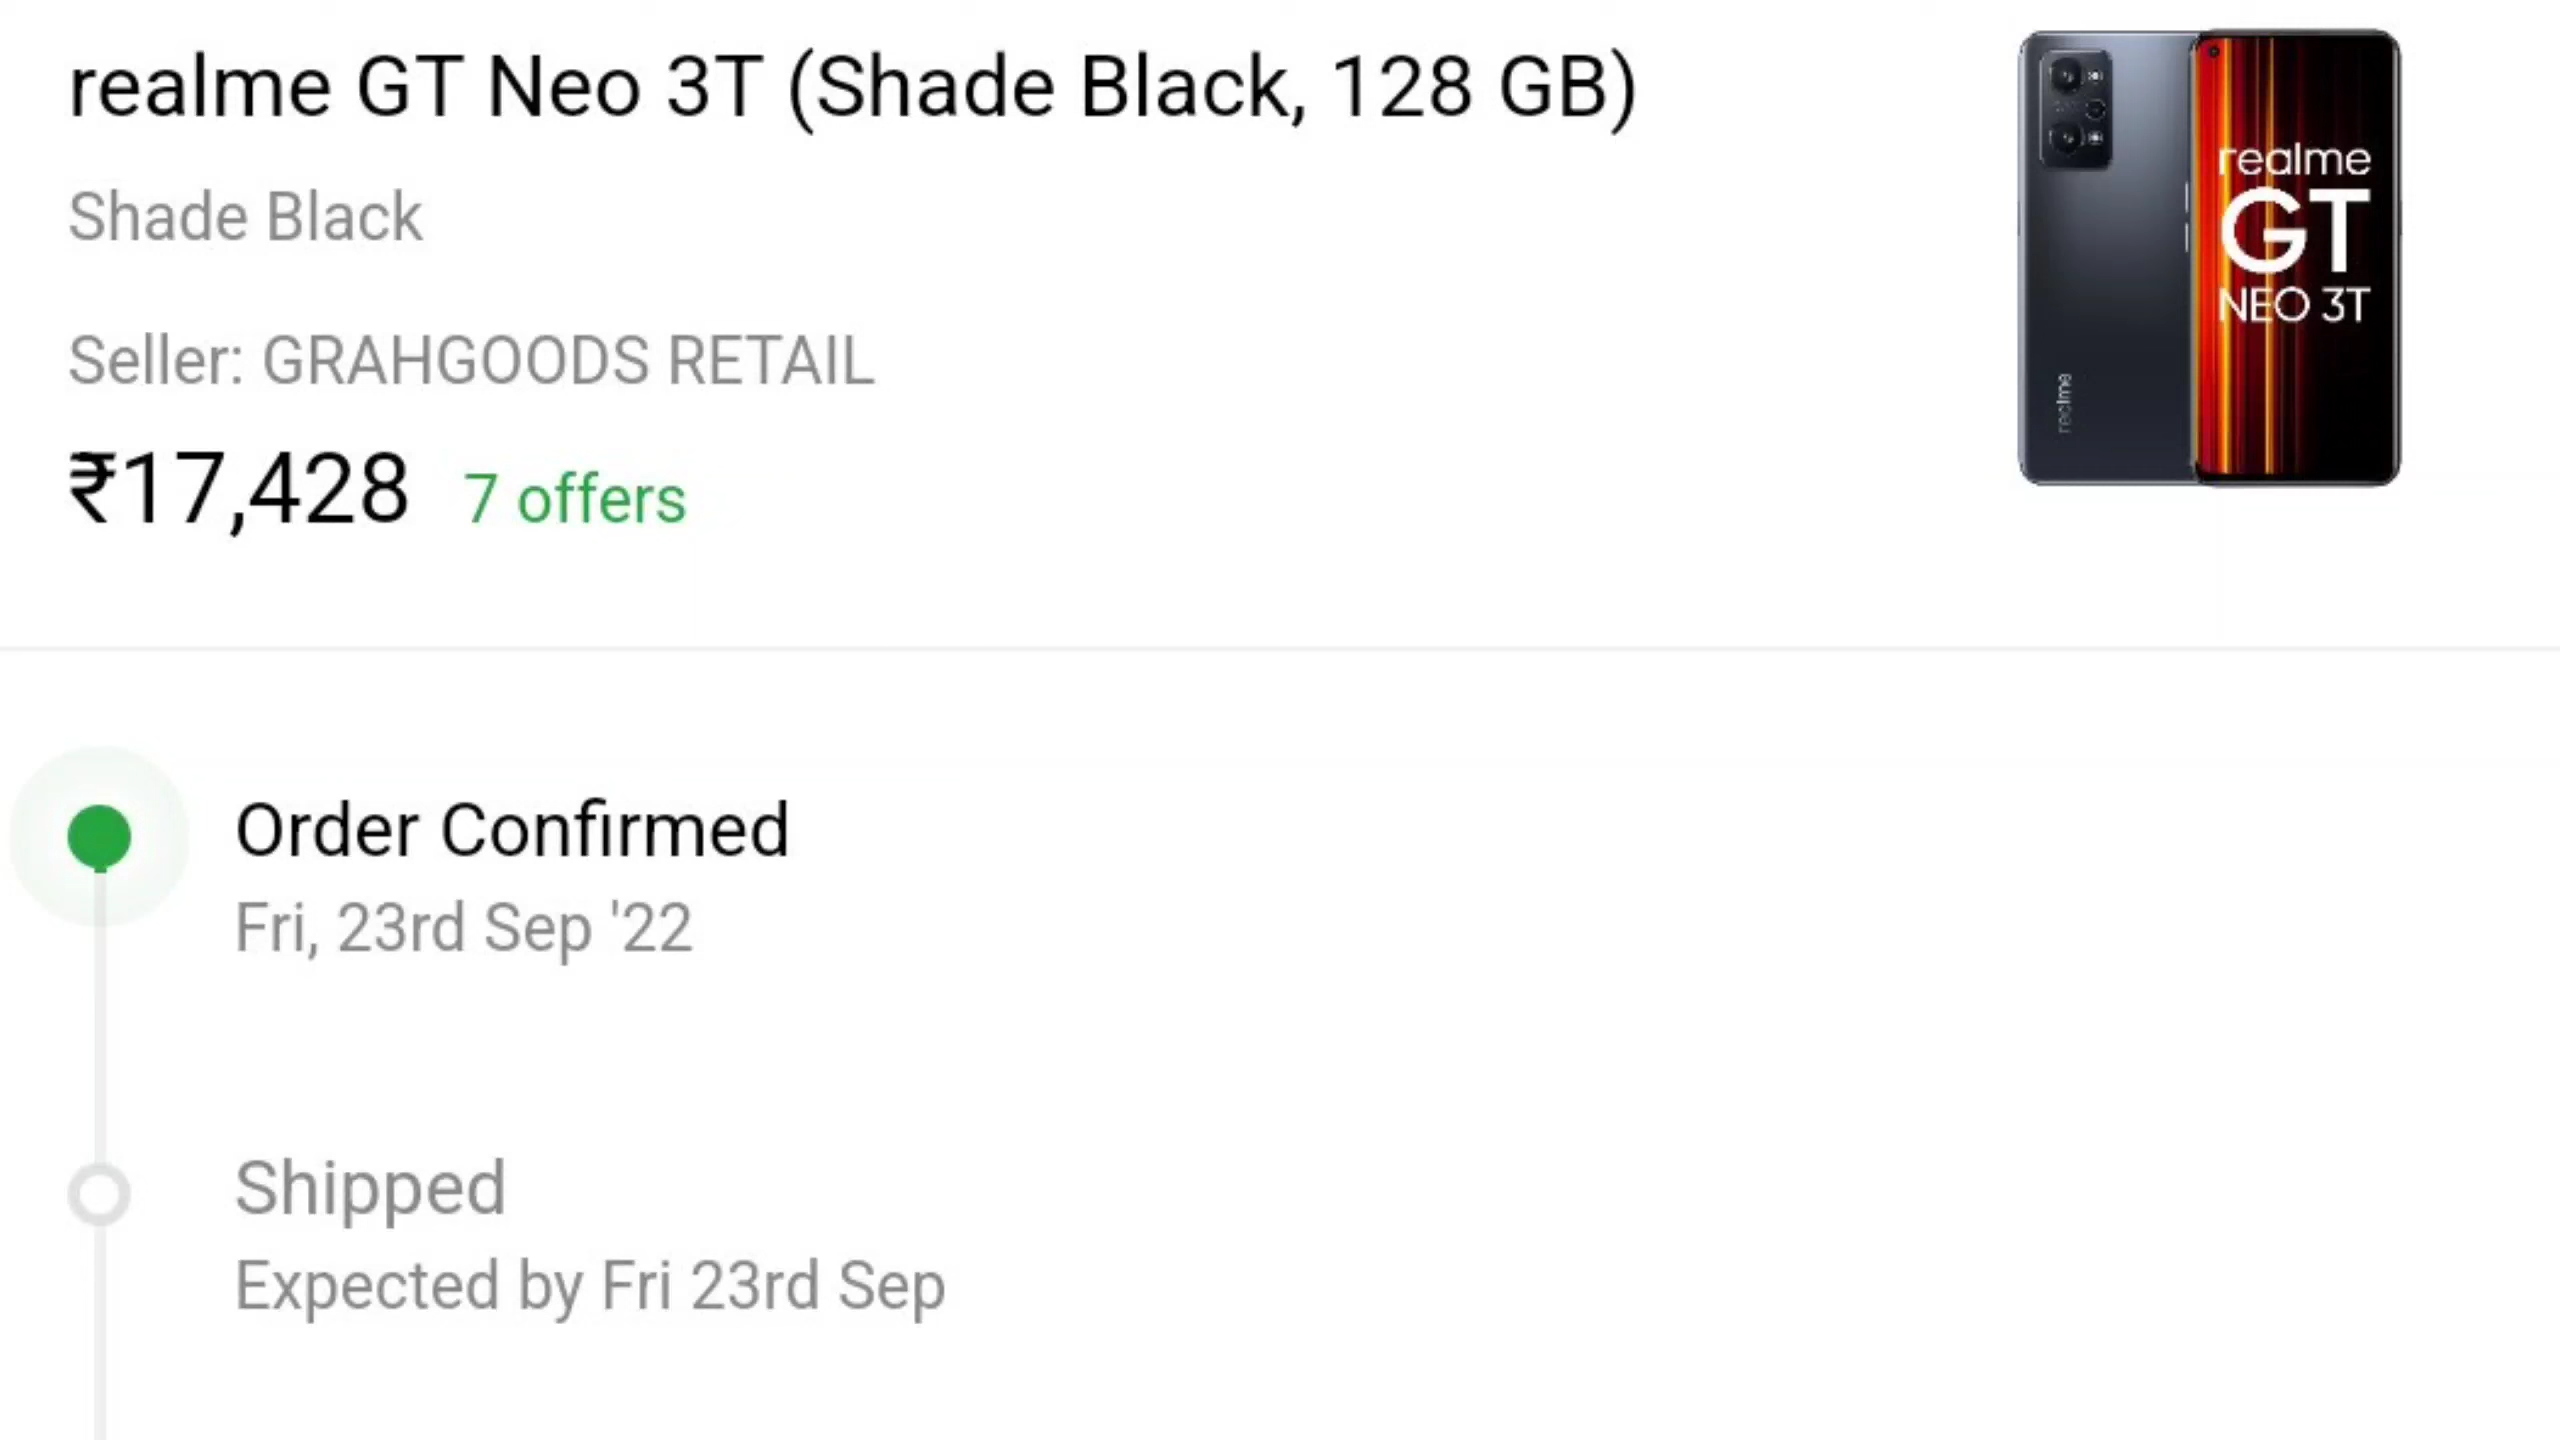 realme GT Neo 3T (Shade Black, 128 GB)
Shade Black
Seller: GRAHGOODS RETAIL
₹17,428 7 offers
realme
GT
NEO 3T
realme
Order Confirmed
Fri, 23rd Sep '22
Shipped
Expected by Fri 23rd Sep